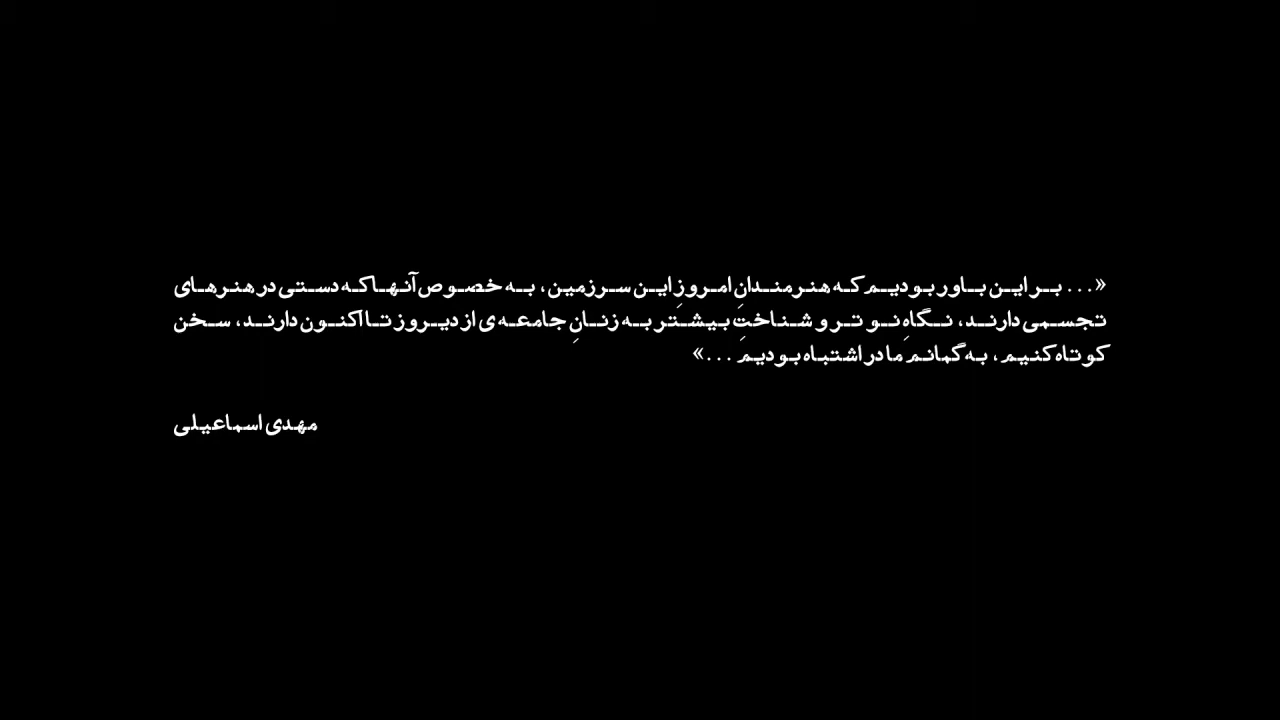 «... بر این باور بودیم که هنرمندانِ امروزِ این سرزمین، به خصوص آنها که دستی در هنرهای
تجسمی دارند، نگاهِ نو تر و شناختِ بیشتر به زنانِ جامعه ی از دیروز تا اکنون دارند، سخن
کوتاه کنیم، به گمانم ما در اشتباه بودیم ...»
مهدی اسماعیلی